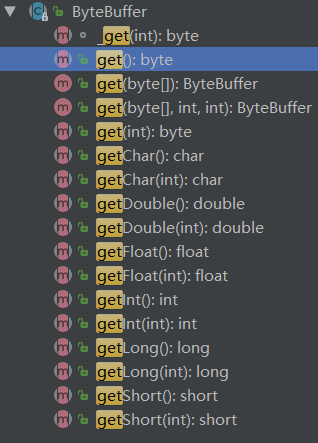 ByteBuffer
_get(int): byte
get(): byte
get(byte[]): ByteBuffer
get(byte[], int, int): ByteBuffer
get(int): byte
getChar(): char
getChar(int): char
getDouble(): double
getDouble(int): double
getFloat(): float
getFloat(int): float
getInt(): int
getInt(int): int
getLong(): long
getLong(int): long
getShort(): short
getShort(int): short